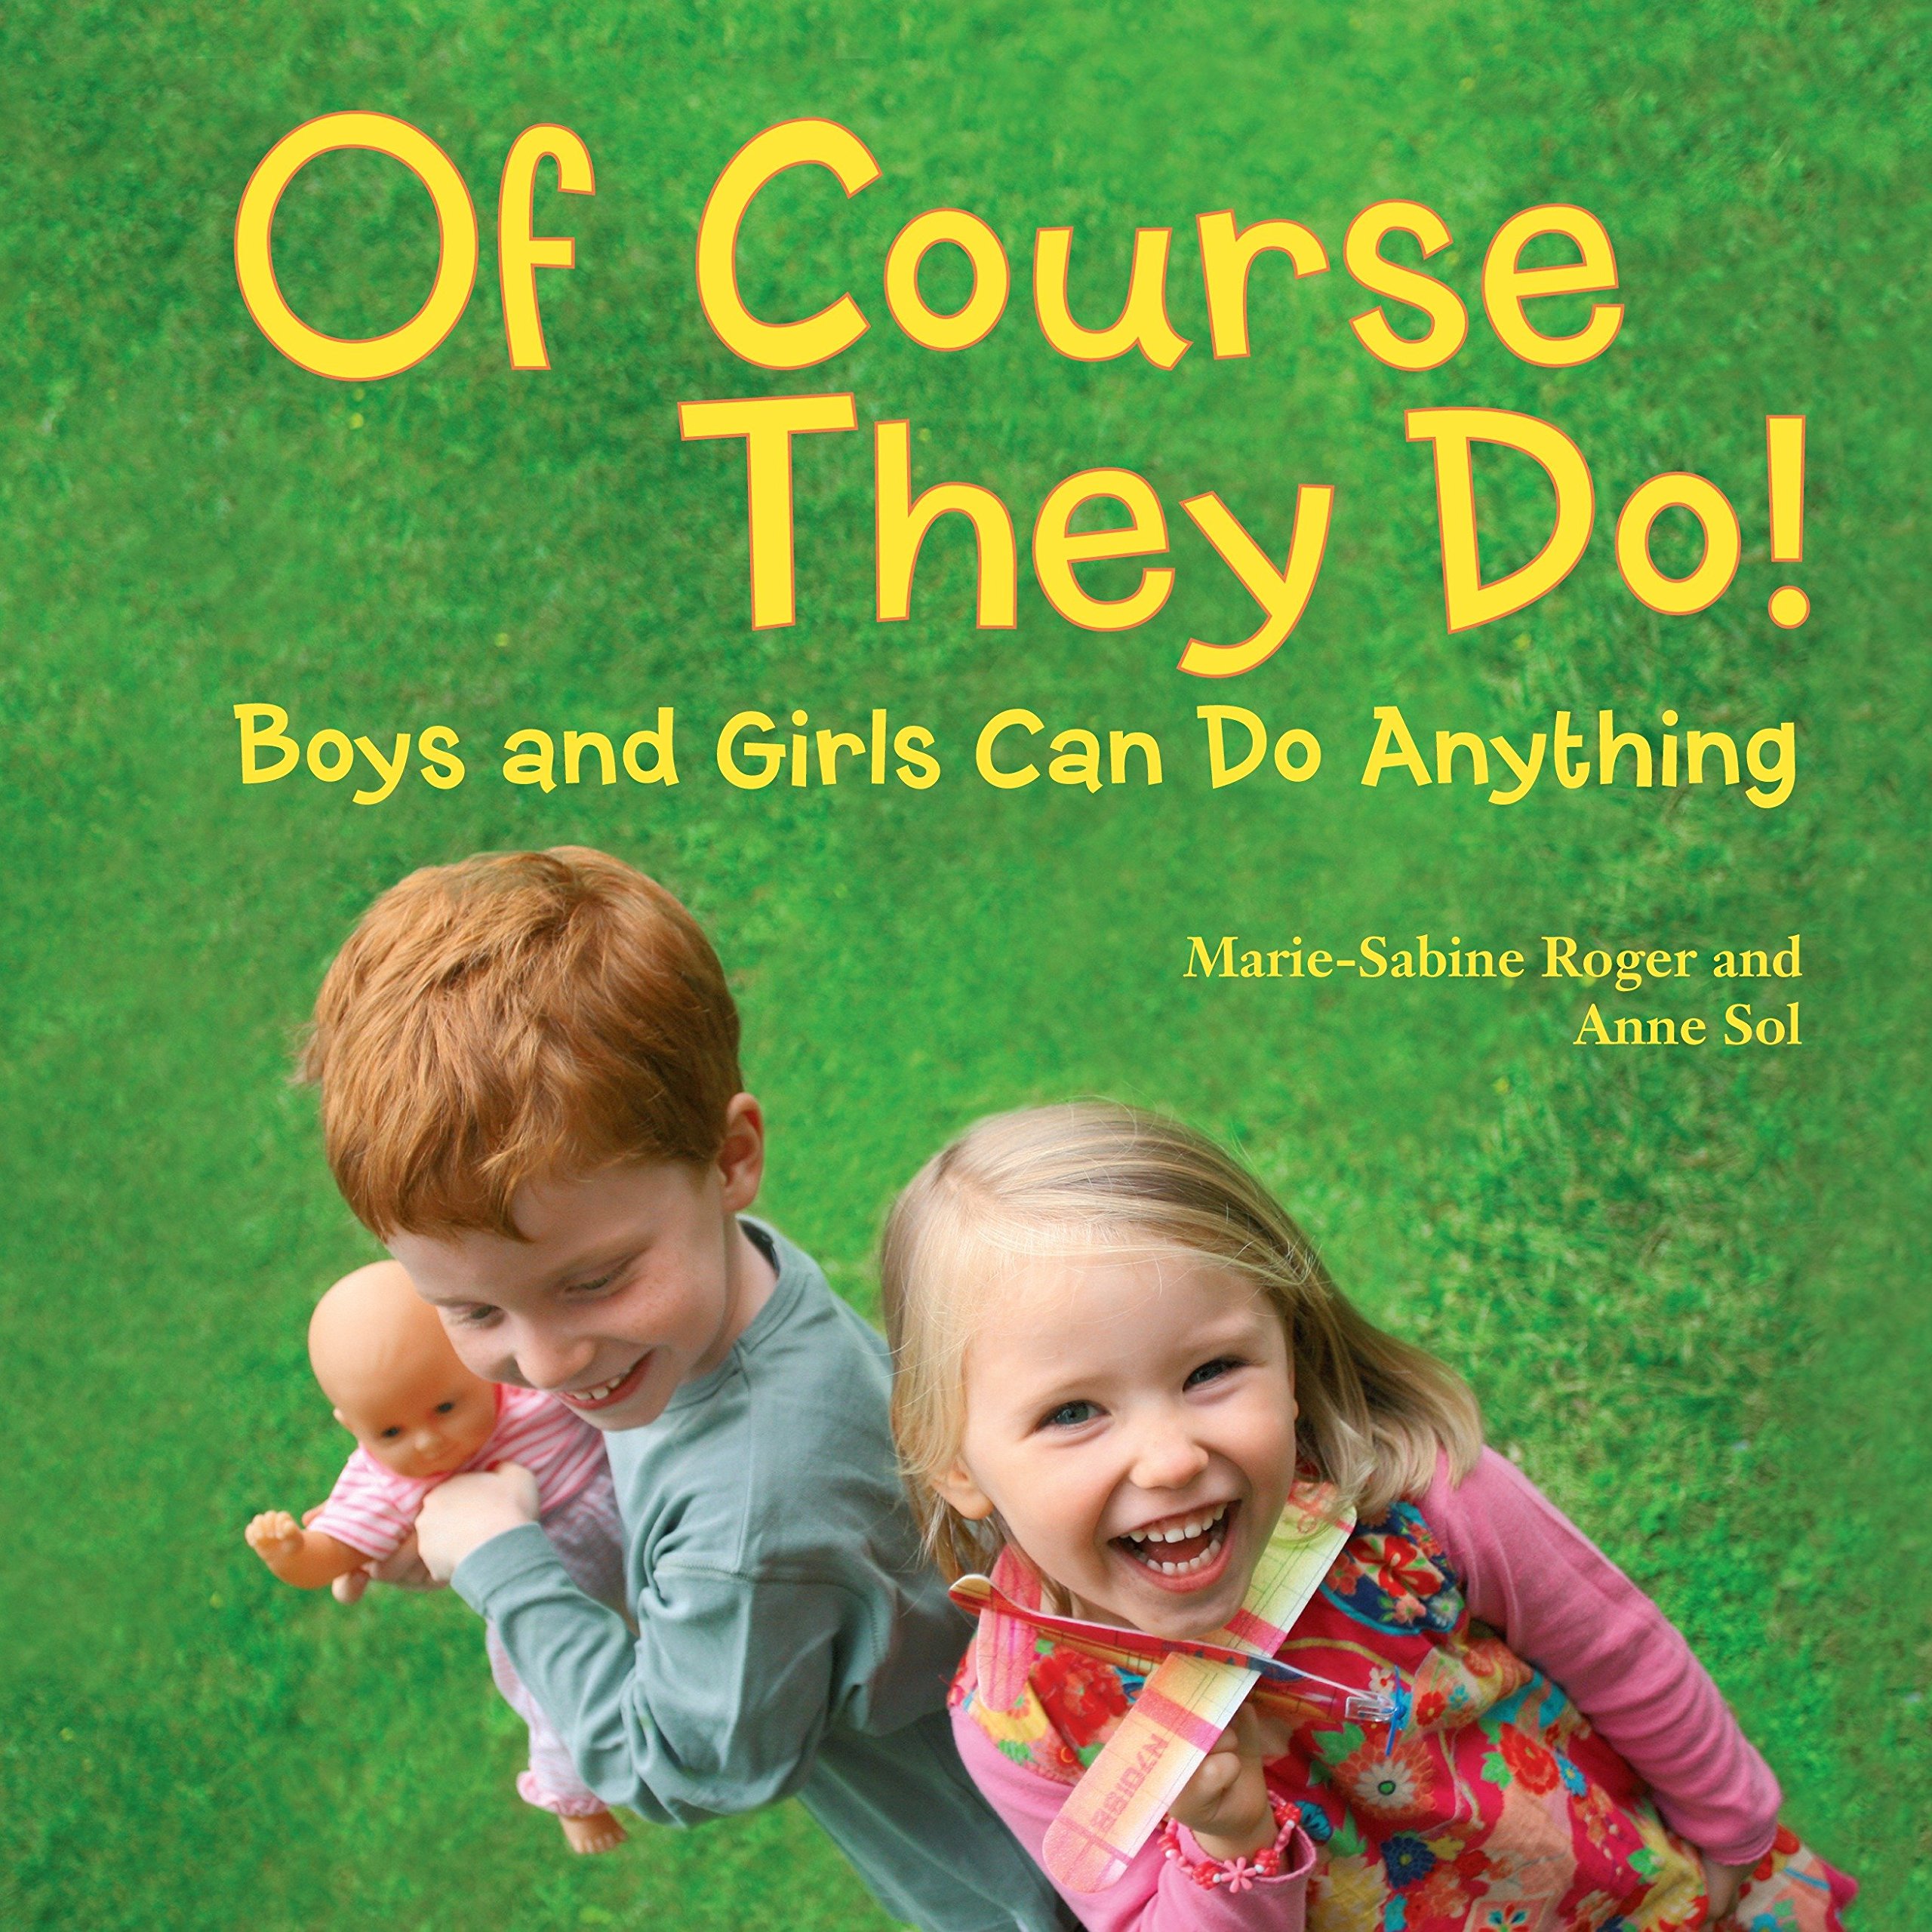 Of Course
They Do!
Boys and Girls Can Do Anything
Marie-Sabine Roger and
Anne Sol